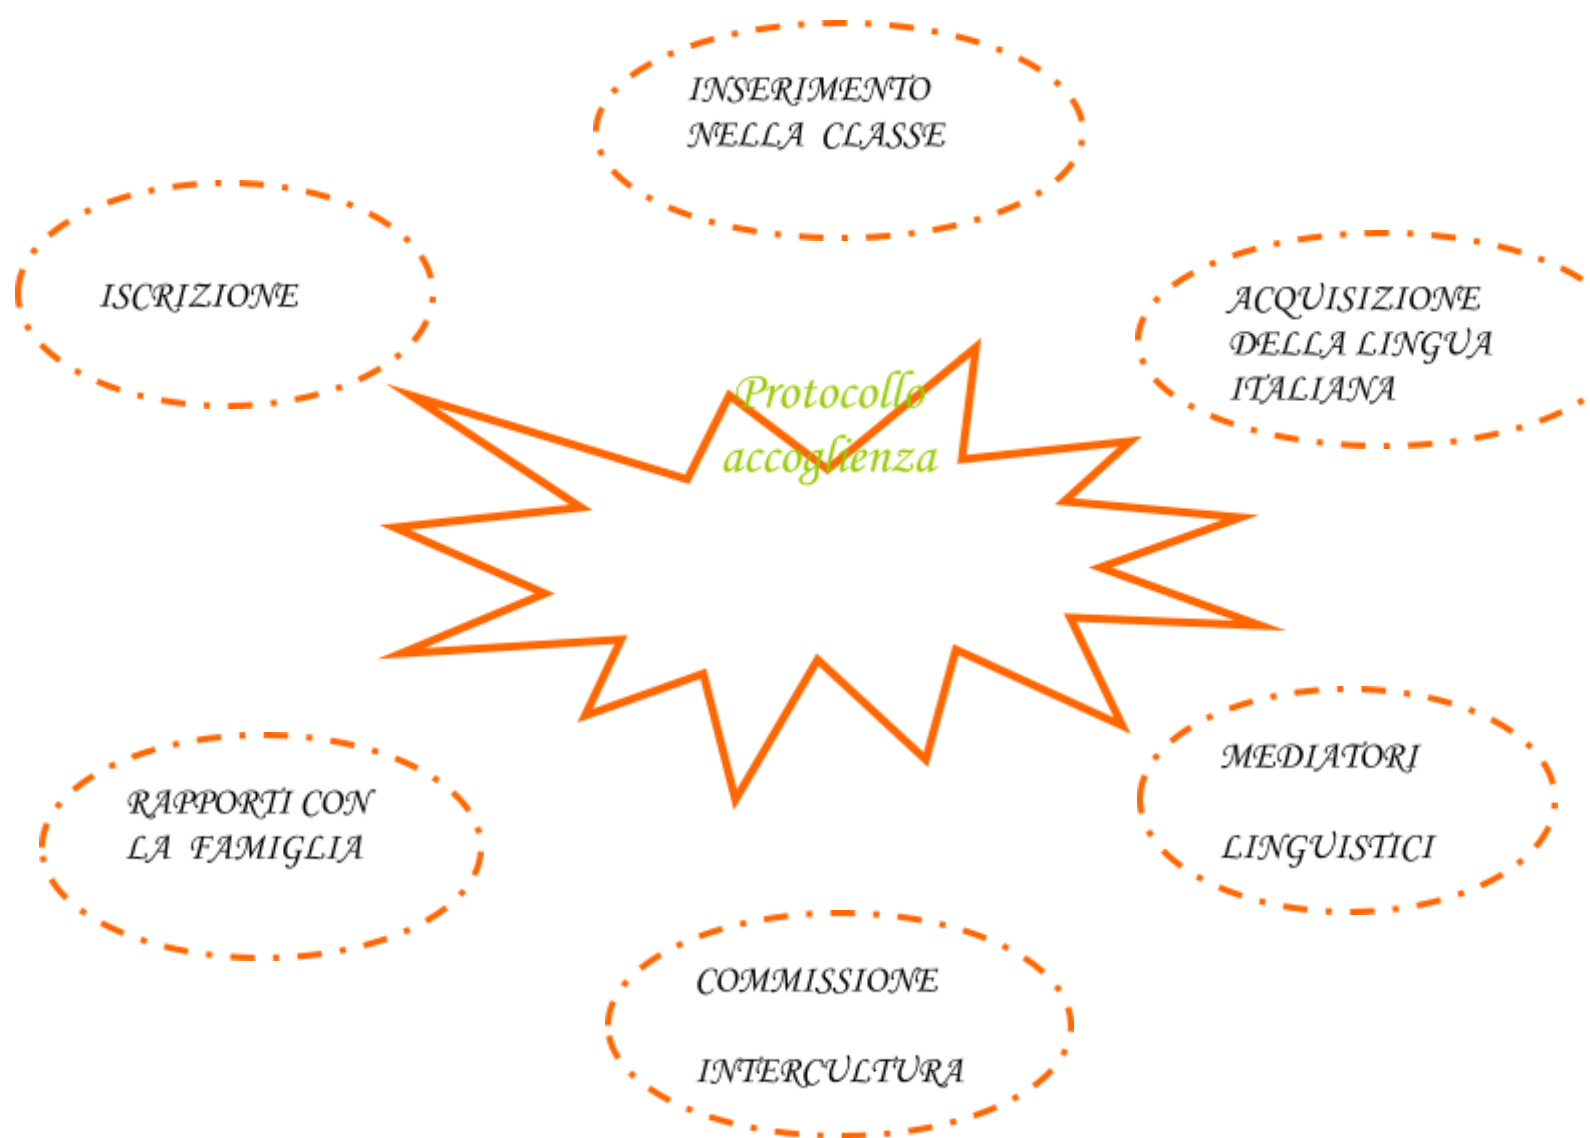 INSERIMENTO
NELLA CLASSE
ISCRIZIONE
ACQUISIZIONE
DELLA LINGUA
ITALIANA
Protocollo
accoglienza
MEDIATORI
LINGUISTICI
RAPPORTI CON
LA FAMIGLIA
COMMISSIONE
INTERCULTURA